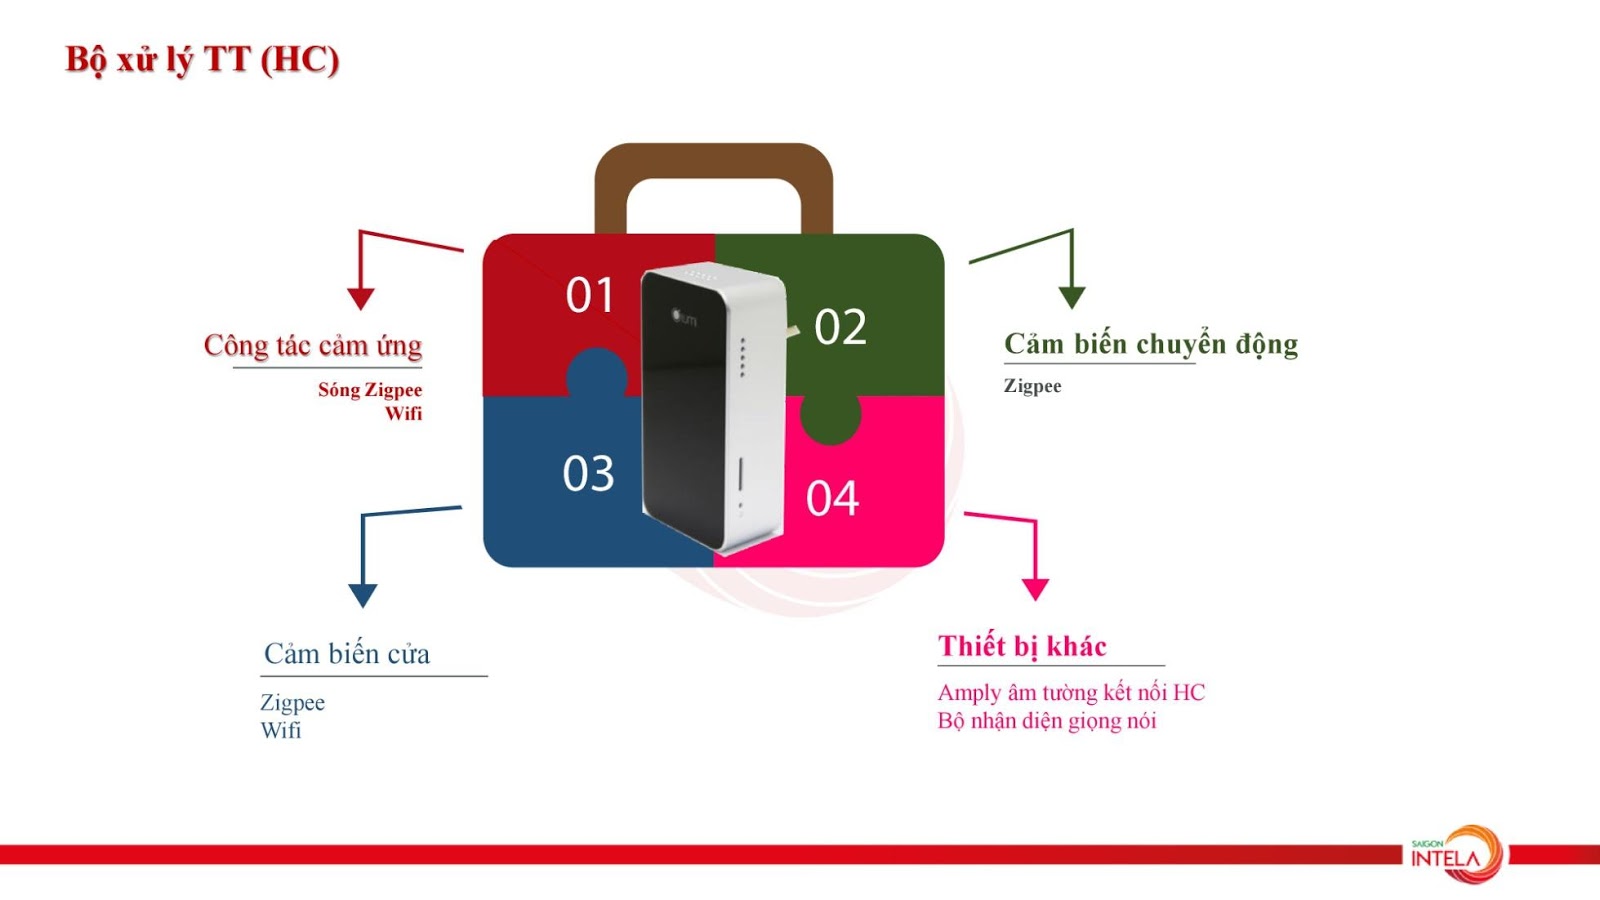 Bộ xử lý TT (HC)
01
02
03
04
lumi
Công tác cảm ứng
Sóng Zigpee
Wifi
Cảm biến chuyển động
Zigpee
Cảm biến cửa
Zigpee
Wifi
Thiết bị khác
Amply âm tường kết nối HC
Bộ nhận diện giọng nói
SAIGON
INTELA